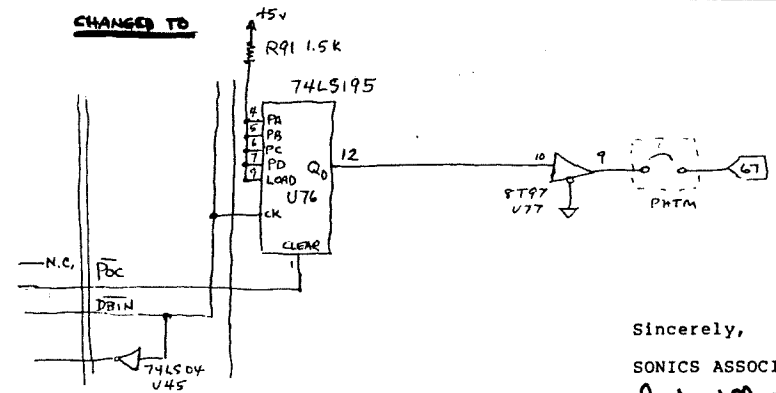 CHANGED TO
+5v
R91 1.5K
74LS195
4 PA
5 PB
6 PC
7 PD
9 LOAD
QD 12
U76
CK
CLEAR
1
10 9
8T97
U77
PHTM
67
N.C.
POC
DBIN
74LS04
U45
Sincerely,
SONICS ASSOCI